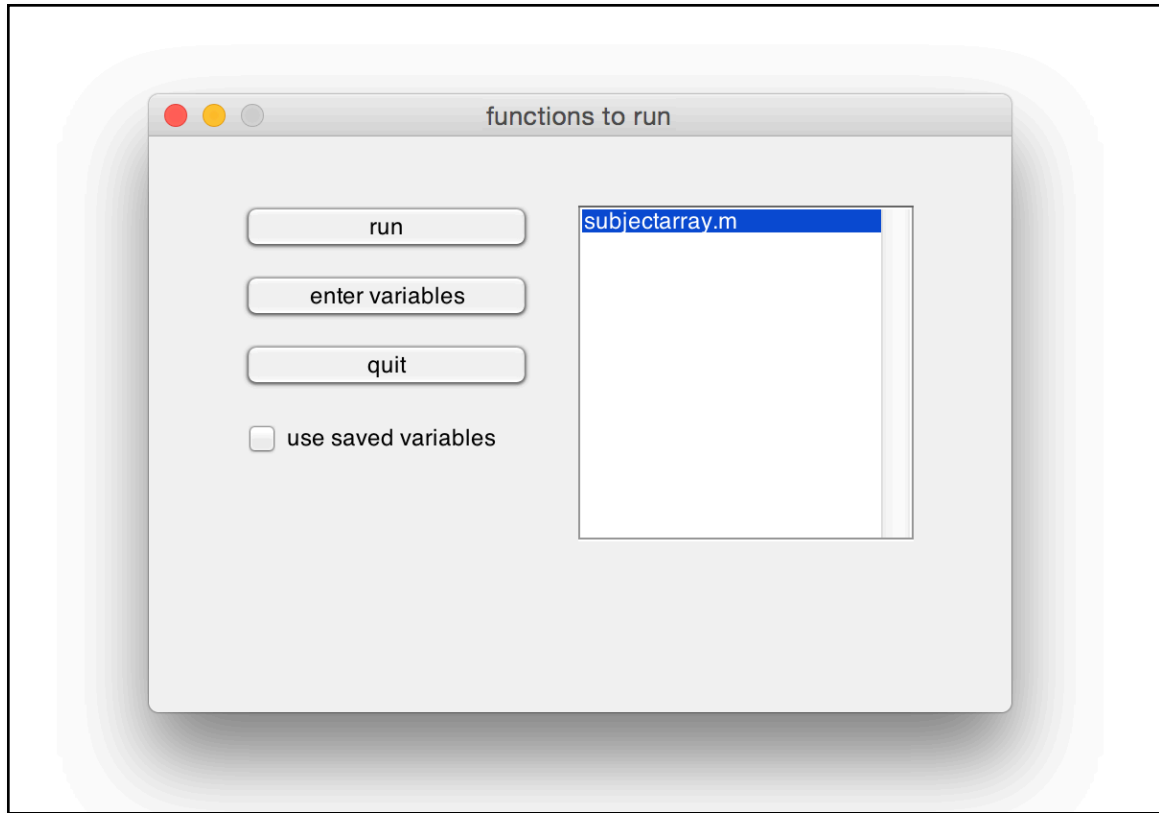 functions to run
run
enter variables
quit
use saved variables
subjectarray.m